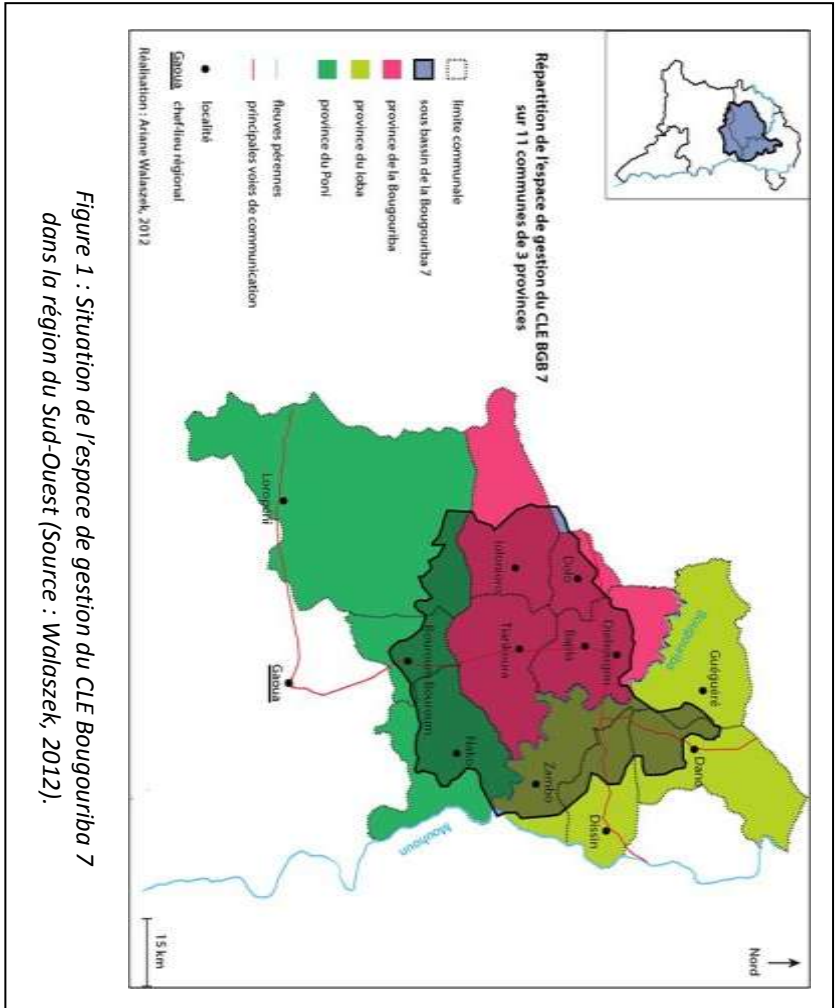 Répartition de l'espace de gestion du CLE BGB 7
sur 11 communes de 3 provinces
limite communale
sous bassin de la Bougouriba 7
province de la Bougouriba
province du Ioba
province du Poni
fleuves pérennes
principales voies de communication
localité
Gaoua
chef-lieu régional
Réalisation : Ariane Walaszek, 2012
Nord
Guéguéré
Bougouriba
Dano
Diébougou
Dolo
Bapla
Iolonioro
Tiankoura
Zambo
Dissin
Bouroum Bouroum
Nako
Loropéni
Gaoua
Mouhoun
15 km
Figure 1 : Situation de l'espace de gestion du CLE Bougouriba 7
dans la région du Sud-Ouest (Source : Walaszek, 2012).